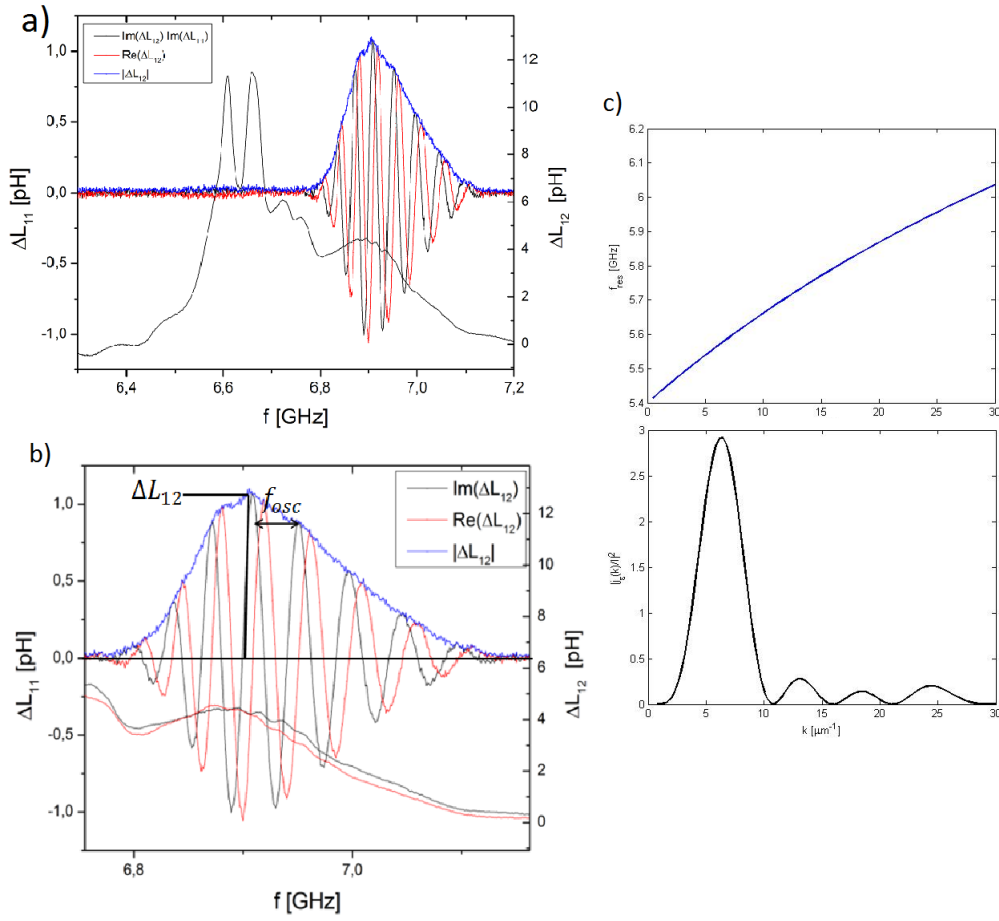 a)
Im(ΔL12) Im(ΔL11)
Re(ΔL12)
|ΔL12|
1,0
0,5
0,0
-0,5
-1,0
ΔL11 [pH]
12
10
8
6
4
2
0
ΔL12 [pH]
6,4 6,6 6,8 7,0 7,2
f [GHz]
b)
ΔL12
fosc
Im(ΔL12)
Re(ΔL12)
|ΔL12|
1,0
0,5
0,0
-0,5
-1,0
ΔL11 [pH]
12
10
8
6
4
2
0
ΔL12 [pH]
6,8 7,0
f [GHz]
c)
6.2
6.1
6
5.9
5.8
5.7
5.6
5.5
5.4
fres [GHz]
0 5 10 15 20 25 30
3
2.5
2
1.5
1
0.5
0
0 5 10 15 20 25 30
k [µm-1]